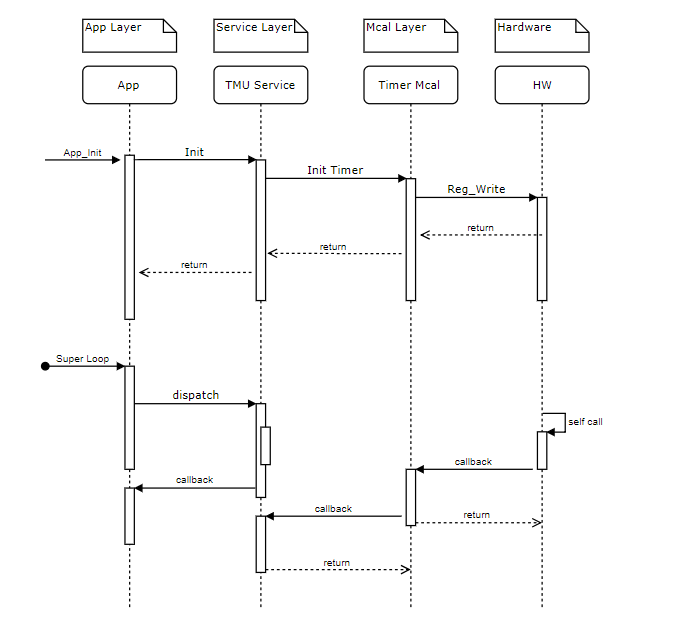 App Layer
Service Layer
Mcal Layer
Hardware
App
TMU Service
Timer Mcal
HW
App_Init
Init
Init Timer
Reg_Write
return
return
return
Super Loop
dispatch
self call
callback
callback
callback
return
return